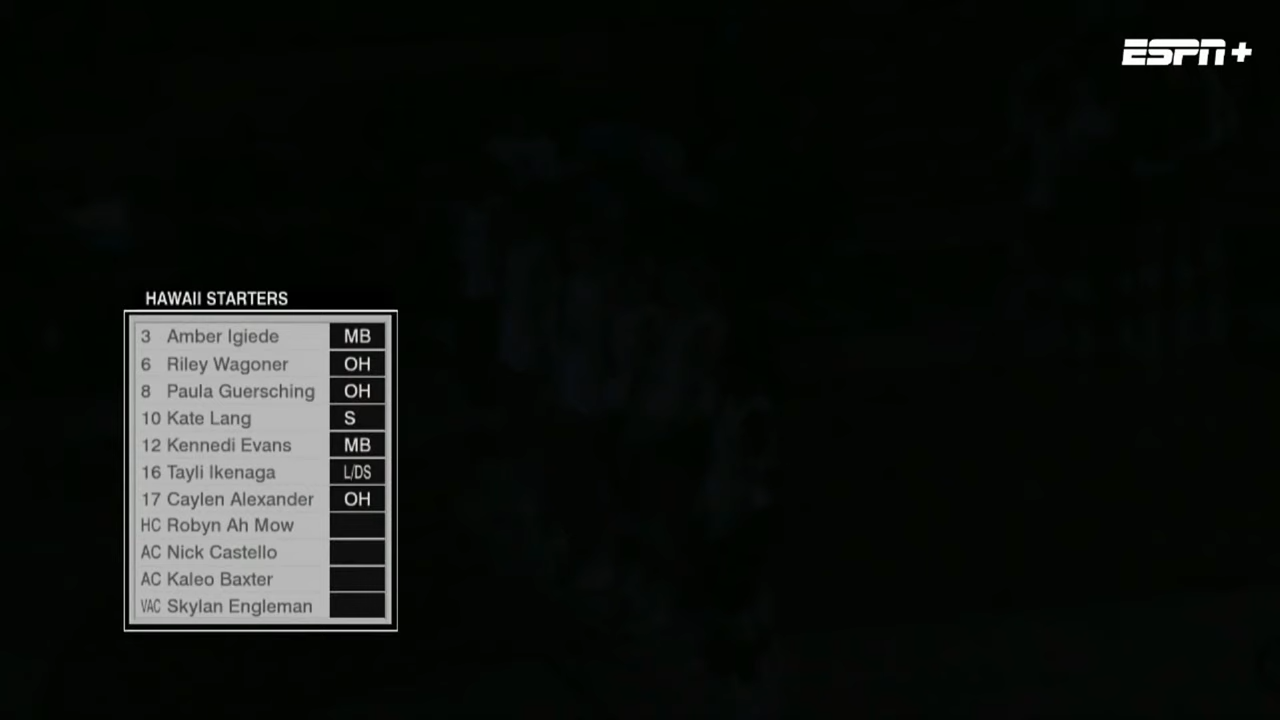 ESPN+
HAWAII STARTERS
3 Amber Igiede MB
6 Riley Wagoner OH
8 Paula Guersching OH
10 Kate Lang S
12 Kennedi Evans MB
16 Tayli Ikenaga L/DS
17 Caylen Alexander OH
HC Robyn Ah Mow
AC Nick Castello
AC Kaleo Baxter
VAC Skylan Engleman